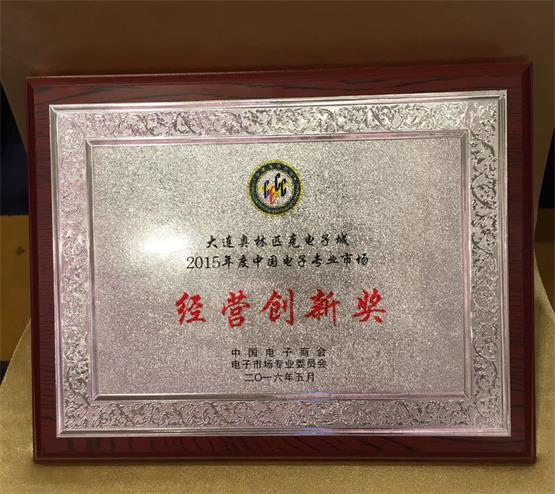 大连奥林匹克电子城
2015年度中国电子专业市场
经营创新奖
中国电子商会
电子市场专业委员会
二〇一六年五月